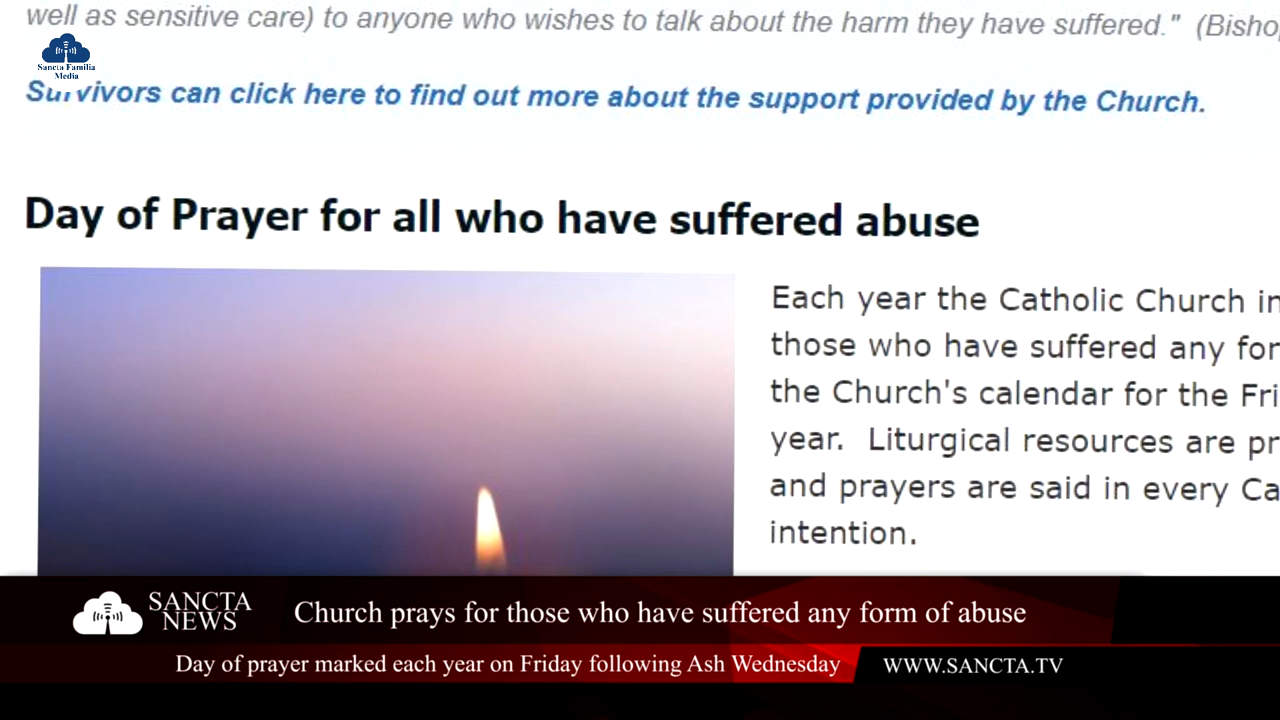 well as sensitive care) to anyone who wishes to talk about the harm they have suffered." (Bisho
Sancta Familia
Media
Survivors can click here to find out more about the support provided by the Church.
Day of Prayer for all who have suffered abuse
Each year the Catholic Church in
those who have suffered any for
the Church's calendar for the Fri
year. Liturgical resources are pr
and prayers are said in every Ca
intention.
SANCTA
NEWS
Church prays for those who have suffered any form of abuse
Day of prayer marked each year on Friday following Ash Wednesday
WWW.SANCTA.TV